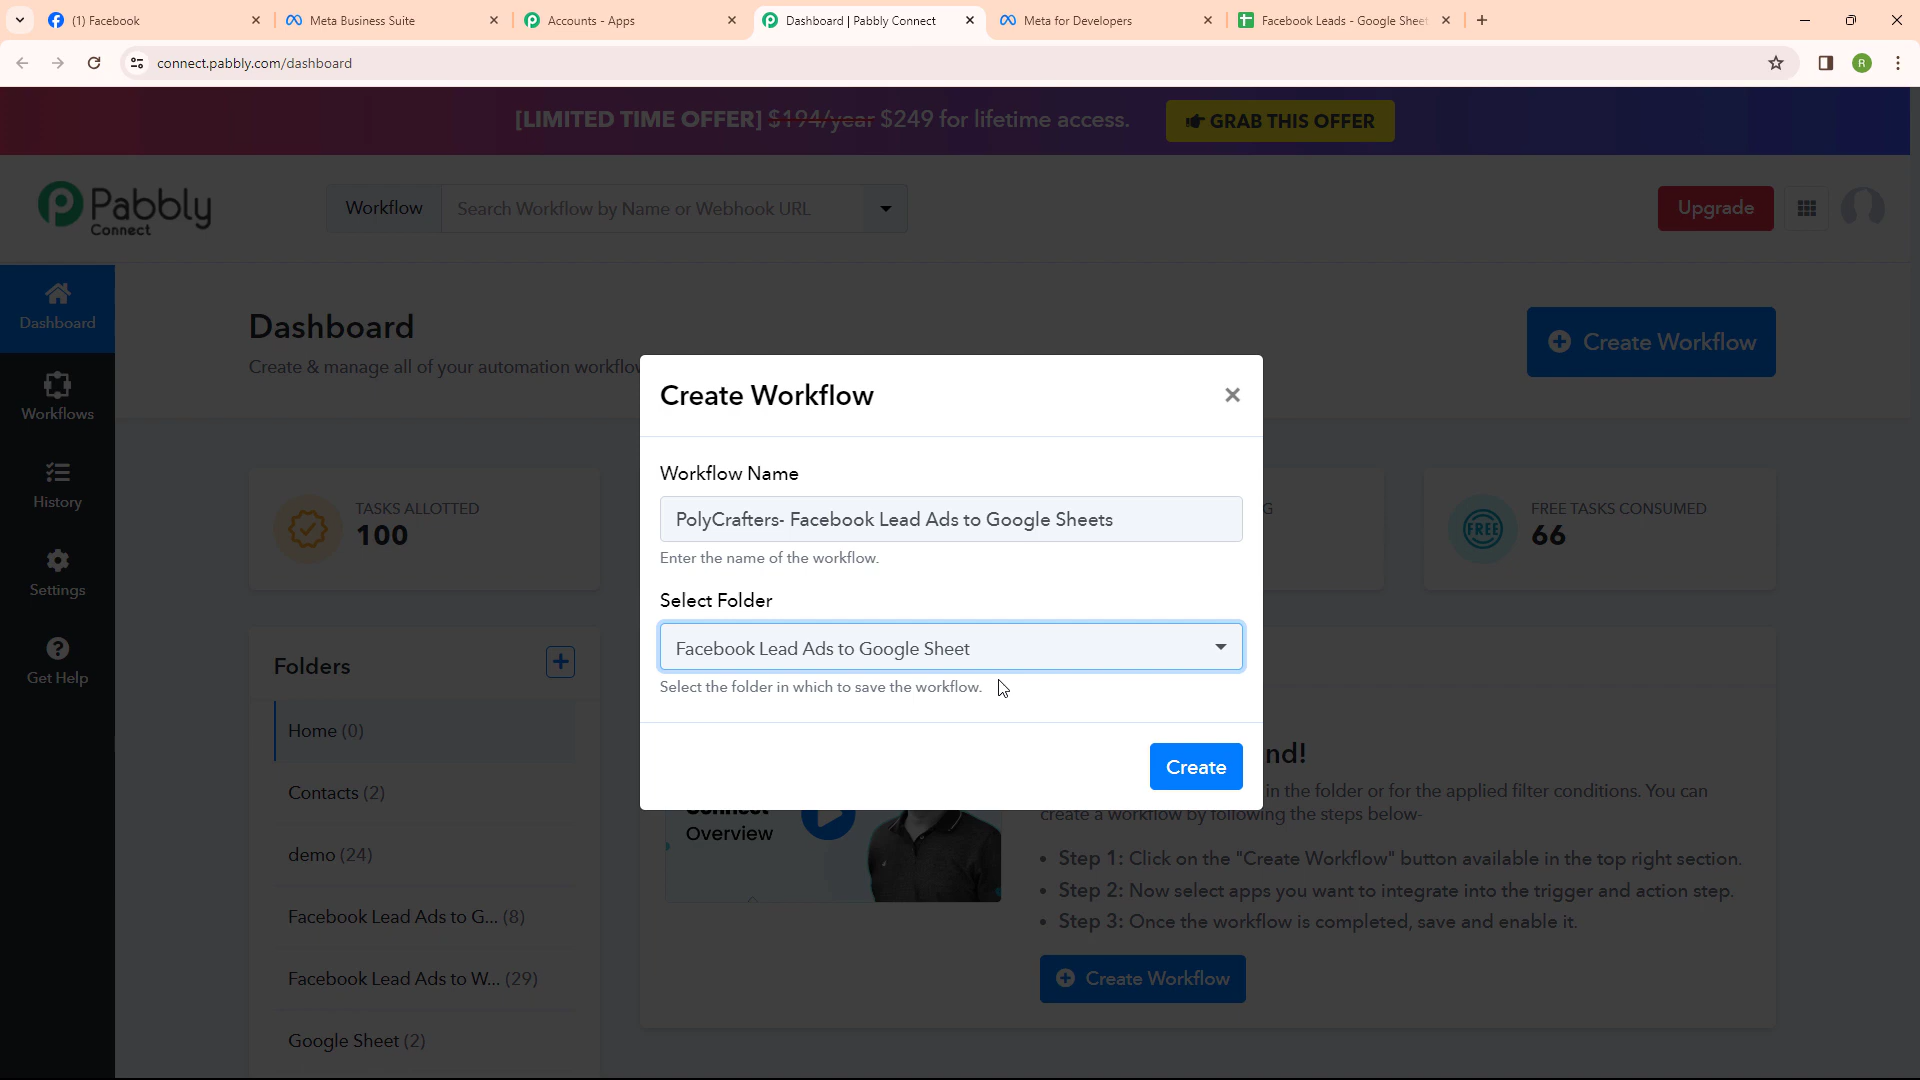 (1) Facebook
Meta Business Suite
Accounts - Apps
Dashboard | Pabbly Connect
Meta for Developers
Facebook Leads - Google Sheet
connect.pabbly.com/dashboard
R
[LIMITED TIME OFFER] $194/year $249 for lifetime access.
GRAB THIS OFFER
Pabbly
Connect
Workflow
Search Workflow by Name or Webhook URL
Upgrade
Dashboard
Workflows
History
Settings
Get Help
Dashboard
Create & manage all of your automation workflow
Create Workflow
TASKS ALLOTTED
100
G
FREE
FREE TASKS CONSUMED
66
Folders
Home (0)
Contacts (2)
demo (24)
Facebook Lead Ads to G... (8)
Facebook Lead Ads to W... (29)
Google Sheet (2)
Create Workflow
Workflow Name
PolyCrafters- Facebook Lead Ads to Google Sheets
Enter the name of the workflow.
Select Folder
Facebook Lead Ads to Google Sheet
Select the folder in which to save the workflow.
Create
Connect
Overview
nd!
in the folder or for the applied filter conditions. You can
create a workflow by following the steps below-
• Step 1: Click on the "Create Workflow" button available in the top right section.
• Step 2: Now select apps you want to integrate into the trigger and action step.
• Step 3: Once the workflow is completed, save and enable it.
Create Workflow